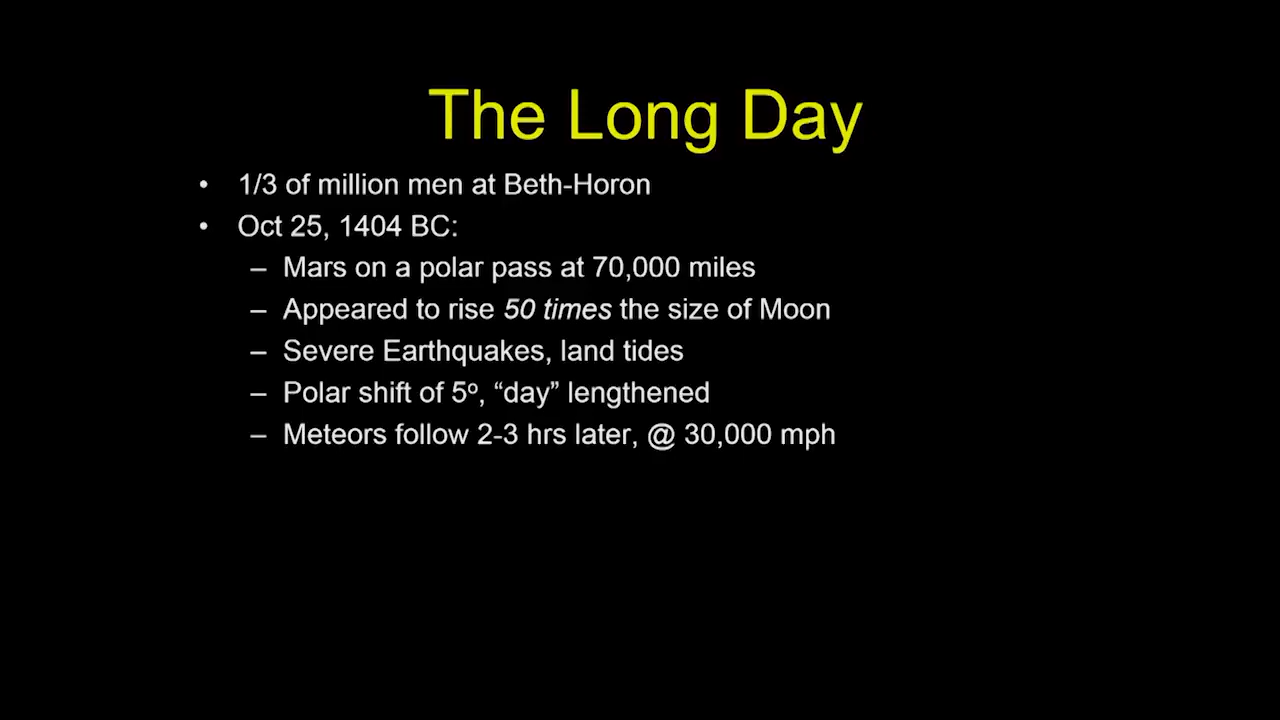 The Long Day
• 1/3 of million men at Beth-Horon
• Oct 25, 1404 BC:
– Mars on a polar pass at 70,000 miles
– Appeared to rise 50 times the size of Moon
– Severe Earthquakes, land tides
– Polar shift of 5º, “day” lengthened
– Meteors follow 2-3 hrs later, @ 30,000 mph